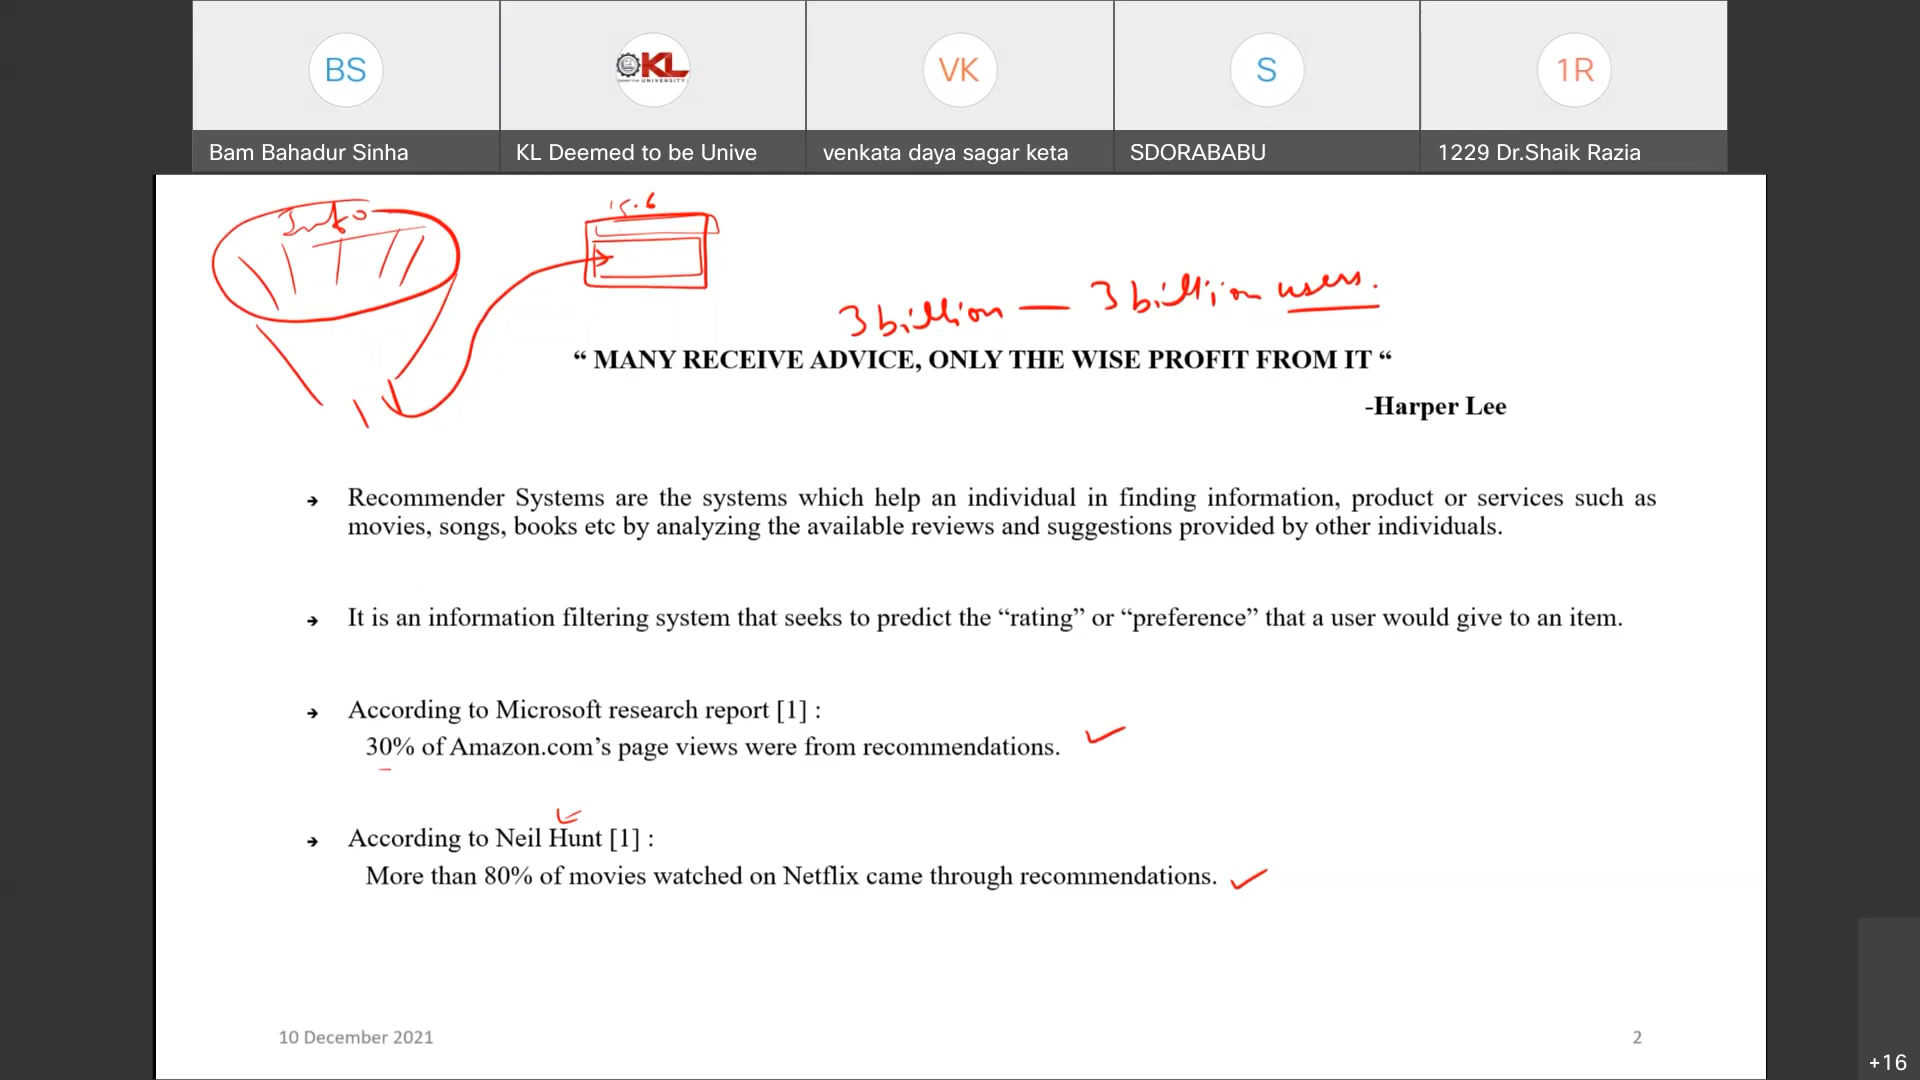 BS
KL
UNIVERSITY
VK
S
1R
Bam Bahadur Sinha
KL Deemed to be Unive
venkata daya sagar keta
SDORABABU
1229 Dr.Shaik Razia
Info
15.6
3 billion — 3 billion users.
“ MANY RECEIVE ADVICE, ONLY THE WISE PROFIT FROM IT “
-Harper Lee
➔ Recommender Systems are the systems which help an individual in finding information, product or services such as
movies, songs, books etc by analyzing the available reviews and suggestions provided by other individuals.
➔ It is an information filtering system that seeks to predict the “rating” or “preference” that a user would give to an item.
➔ According to Microsoft research report [1] :
30% of Amazon.com’s page views were from recommendations.
➔ According to Neil Hunt [1] :
More than 80% of movies watched on Netflix came through recommendations.
10 December 2021
2
+16